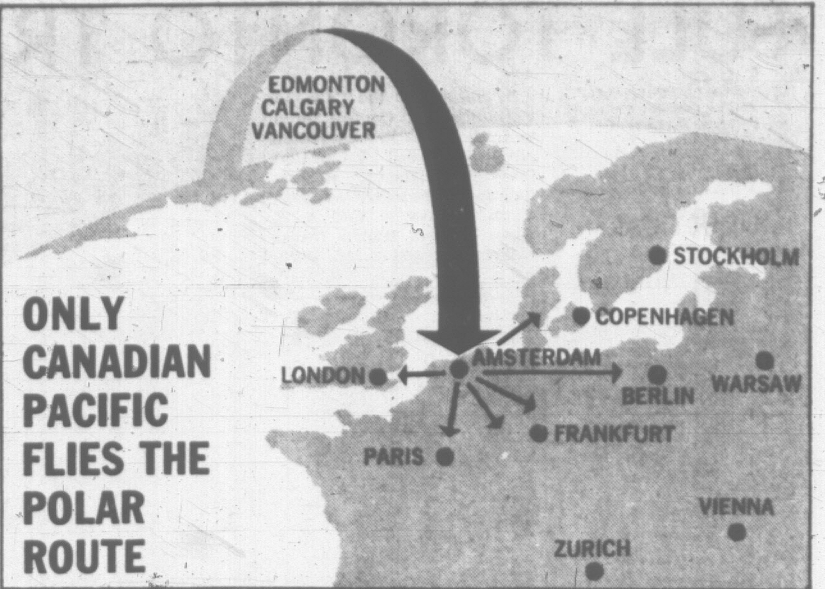 EDMONTON
CALGARY
VANCOUVER
STOCKHOLM
COPENHAGEN
AMSTERDAM
LONDON
BERLIN
WARSAW
FRANKFURT
PARIS
VIENNA
ZURICH
ONLY
CANADIAN
PACIFIC
FLIES THE
POLAR
ROUTE